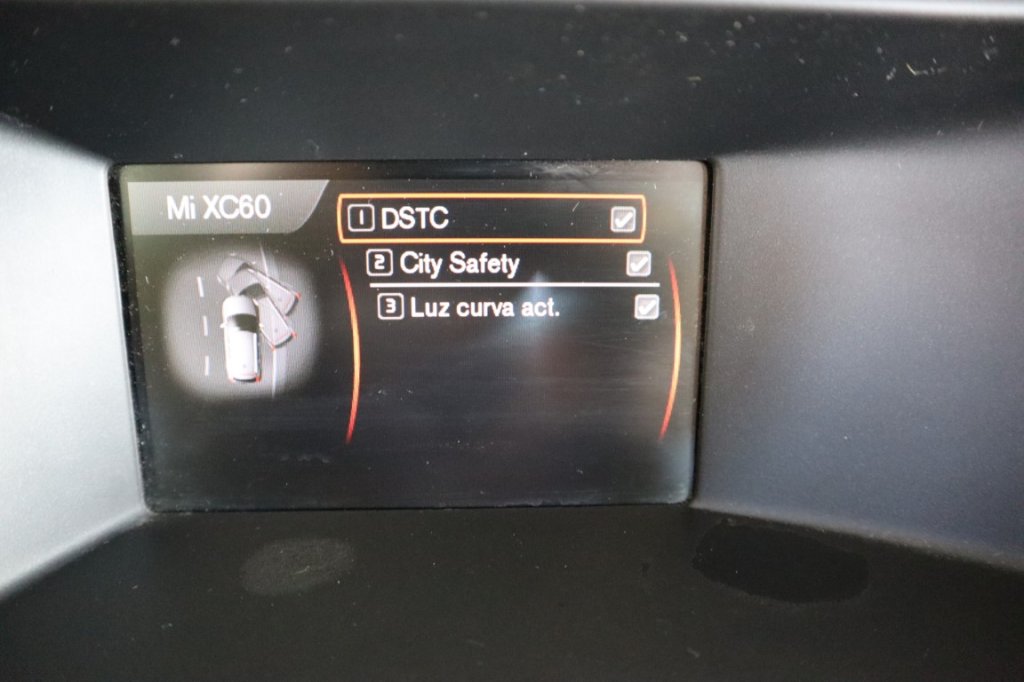 Mi XC60
1 DSTC
2 City Safety
3 Luz curva act.